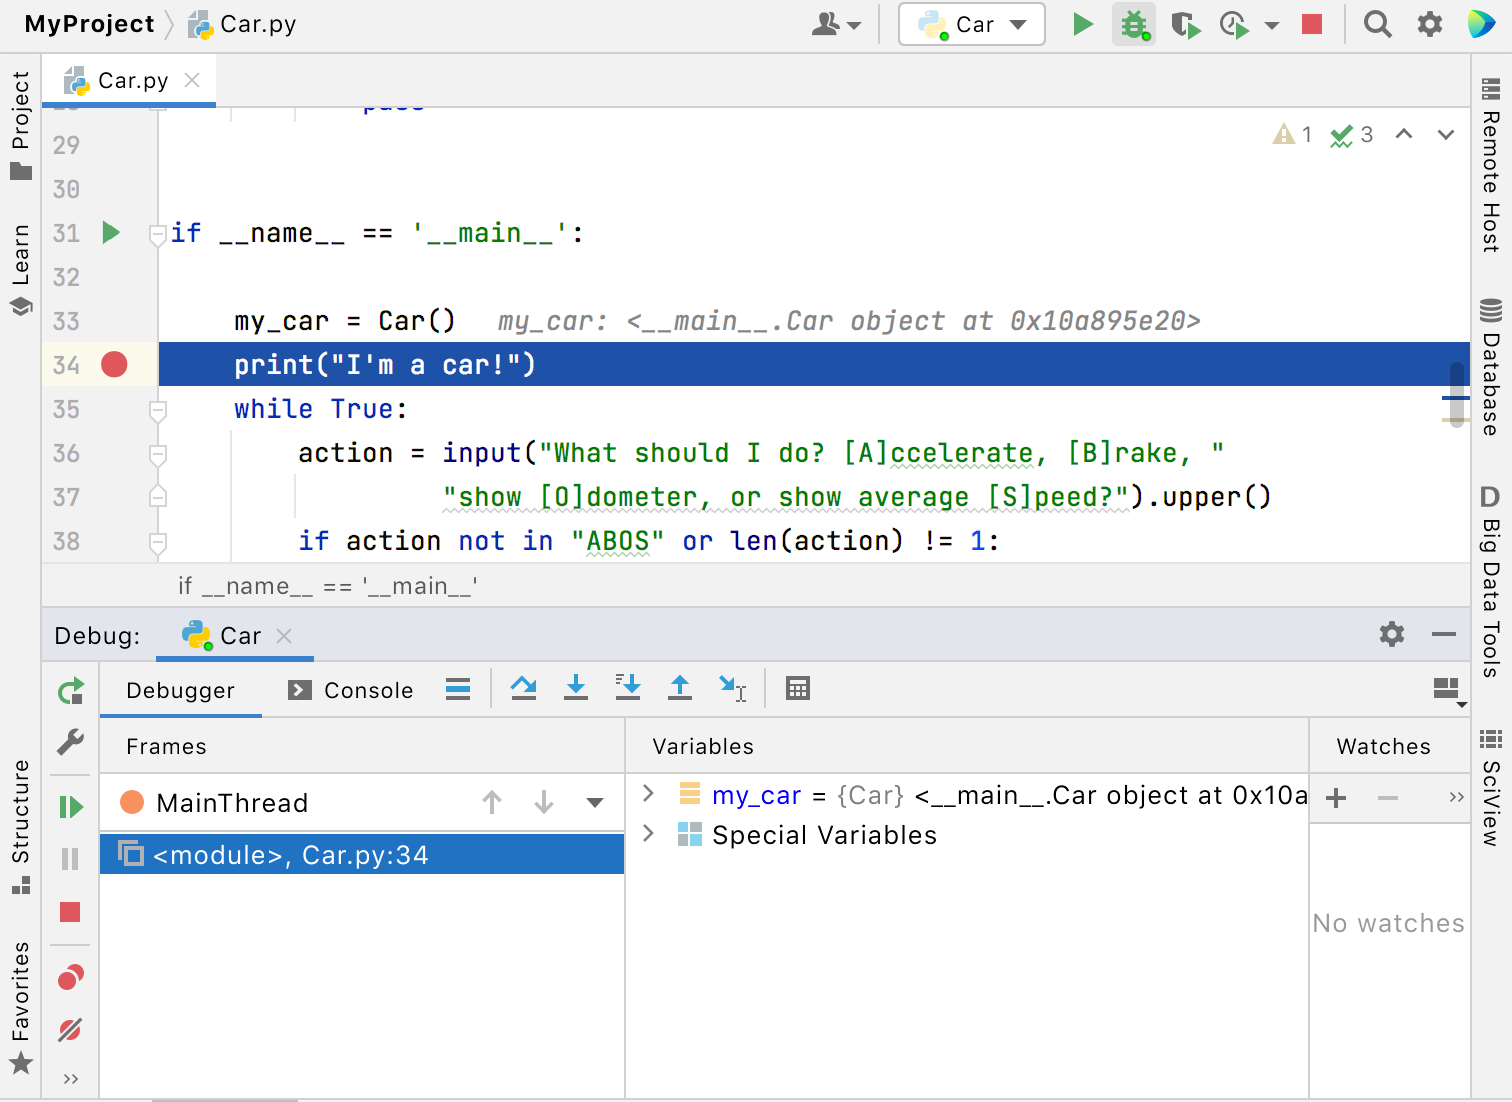 MyProject
Car.py
Car
Project
Learn
Structure
Favorites
Car.py
pass
1
3
29
30
31 if __name__ == '__main__':
32
33 my_car = Car() my_car: <__main__.Car object at 0x10a895e20>
34 print("I'm a car!")
35 while True:
36 action = input("What should I do? [A]ccelerate, [B]rake, "
37 "show [O]dometer, or show average [S]peed?").upper()
38 if action not in "ABOS" or len(action) != 1:
if __name__ == '__main__'
Debug:
Car
Debugger
Console
Frames
Variables
Watches
MainThread
<module>, Car.py:34
my_car = {Car} <__main__.Car object at 0x10a
Special Variables
No watches
Remote Host
Database
D
Big Data Tools
SciView